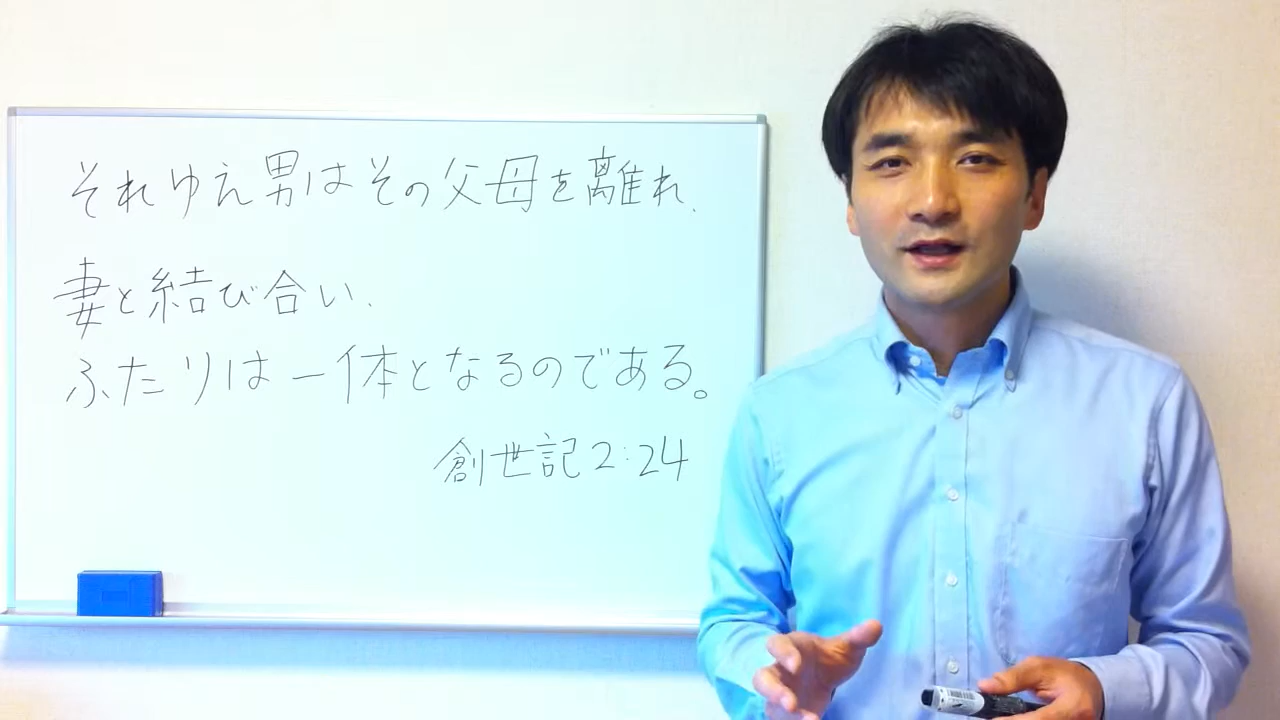 それゆえ男はその父母を離れ、
妻と結び合い、
ふたりは一体となるのである。
創世記2:24